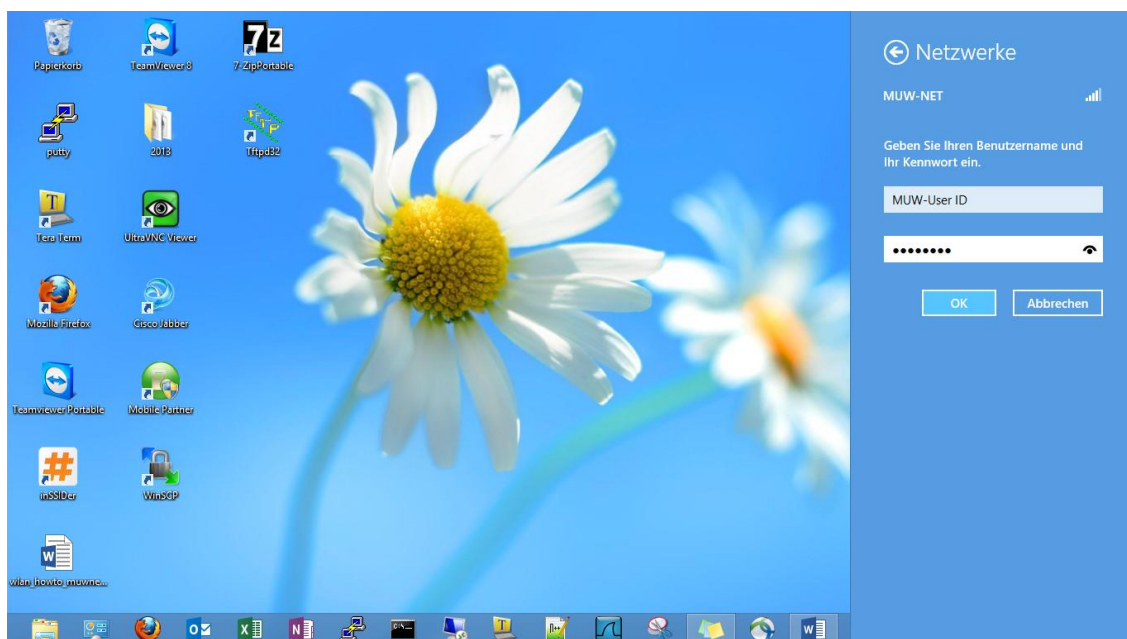 Papierkorb
TeamViewer 8
7-ZipPortable
putty
2013
Tftpd32
Tera Term
UltraVNC Viewer
Mozilla Firefox
Cisco Jabber
Teamviewer Portable
Mobile Partner
inSSIDer
WinSCP
wlan_howto_muwne...
Netzwerke
MUW-NET
Geben Sie Ihren Benutzername und
Ihr Kennwort ein.
MUW-User ID
OK
Abbrechen